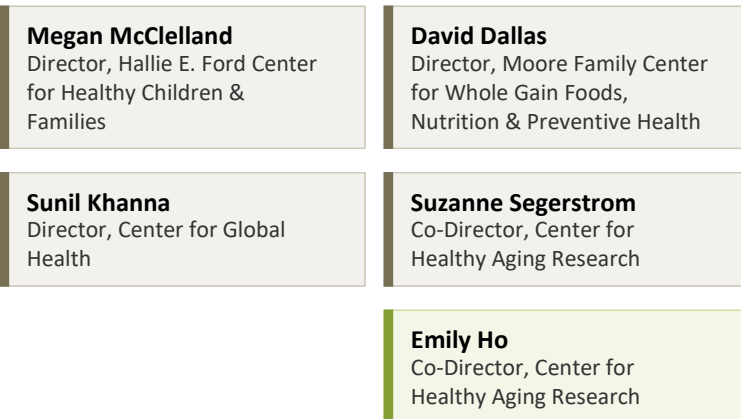 Megan McClelland
Director, Hallie E. Ford Center
for Healthy Children &
Families
David Dallas
Director, Moore Family Center
for Whole Gain Foods,
Nutrition & Preventive Health
Sunil Khanna
Director, Center for Global
Health
Suzanne Segerstrom
Co-Director, Center for
Healthy Aging Research
Emily Ho
Co-Director, Center for
Healthy Aging Research